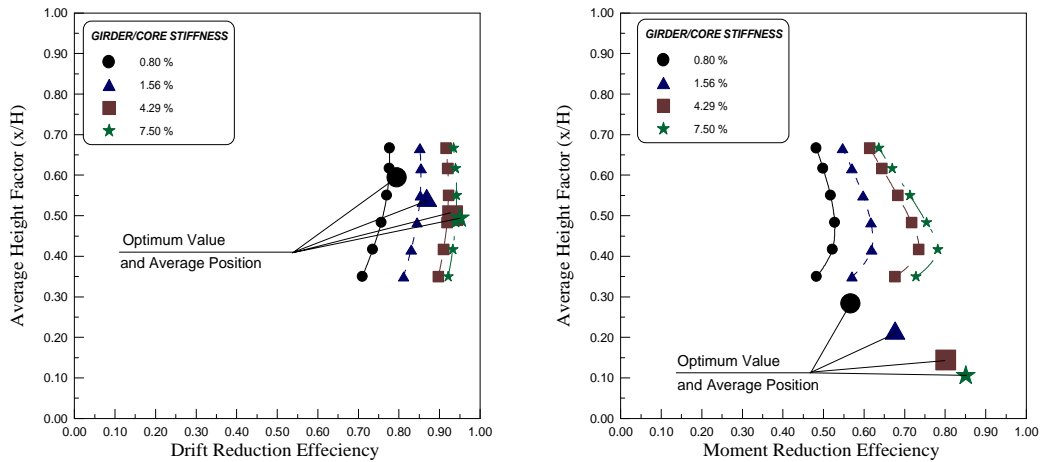 1.00
0.90
0.80
0.70
0.60
0.50
0.40
0.30
0.20
0.10
0.00
Average Height Factor (x/H)
GIRDER/CORE STIFFNESS
0.80 %
1.56 %
4.29 %
7.50 %
Optimum Value
and Average Position
0.00 0.10 0.20 0.30 0.40 0.50 0.60 0.70 0.80 0.90 1.00
Drift Reduction Effeciency
1.00
0.90
0.80
0.70
0.60
0.50
0.40
0.30
0.20
0.10
0.00
Average Height Factor (x/H)
GIRDER/CORE STIFFNESS
0.80 %
1.56 %
4.29 %
7.50 %
Optimum Value
and Average Position
0.00 0.10 0.20 0.30 0.40 0.50 0.60 0.70 0.80 0.90 1.00
Moment Reduction Effeciency